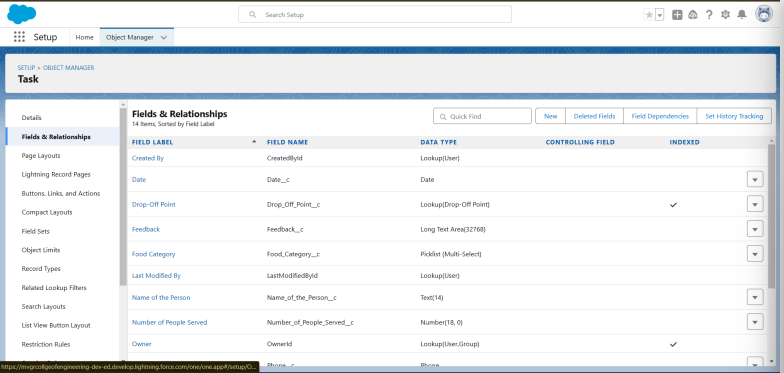 Search Setup
Setup
Home
Object Manager
SETUP > OBJECT MANAGER
Task
Details
Fields & Relationships
Page Layouts
Lightning Record Pages
Buttons, Links, and Actions
Compact Layouts
Field Sets
Object Limits
Record Types
Related Lookup Filters
Search Layouts
List View Button Layout
Restriction Rules
Fields & Relationships
14 Items, Sorted by Field Label
Quick Find
New
Deleted Fields
Field Dependencies
Set History Tracking
FIELD LABEL FIELD NAME DATA TYPE CONTROLLING FIELD INDEXED
Created By CreatedById Lookup(User)
Date Date__c Date
Drop-Off Point Drop_Off_Point__c Lookup(Drop-Off Point)
Feedback Feedback__c Long Text Area(32768)
Food Category Food_Category__c Picklist (Multi-Select)
Last Modified By LastModifiedById Lookup(User)
Name of the Person Name_of_the_Person__c Text(14)
Number of People Served Number_of_People_Served__c Number(18, 0)
Owner OwnerId Lookup(User,Group)
Phone__c Phone
https://mvgrcollgeofengineering-dev-ed.develop.lightning.force.com/one/one.app#/setup/O...